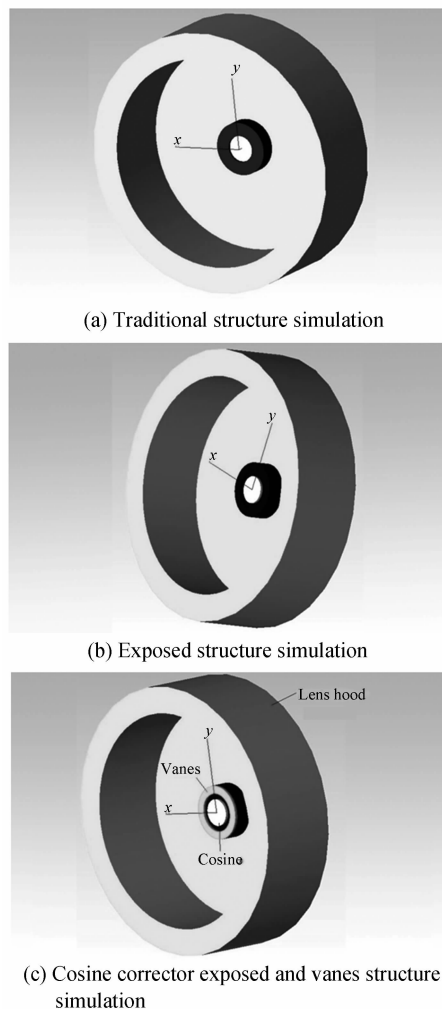 y
x
(a) Traditional structure simulation
y
x
(b) Exposed structure simulation
Lens hood
y
Vanes
x
Cosine
(c) Cosine corrector exposed and vanes structure
simulation